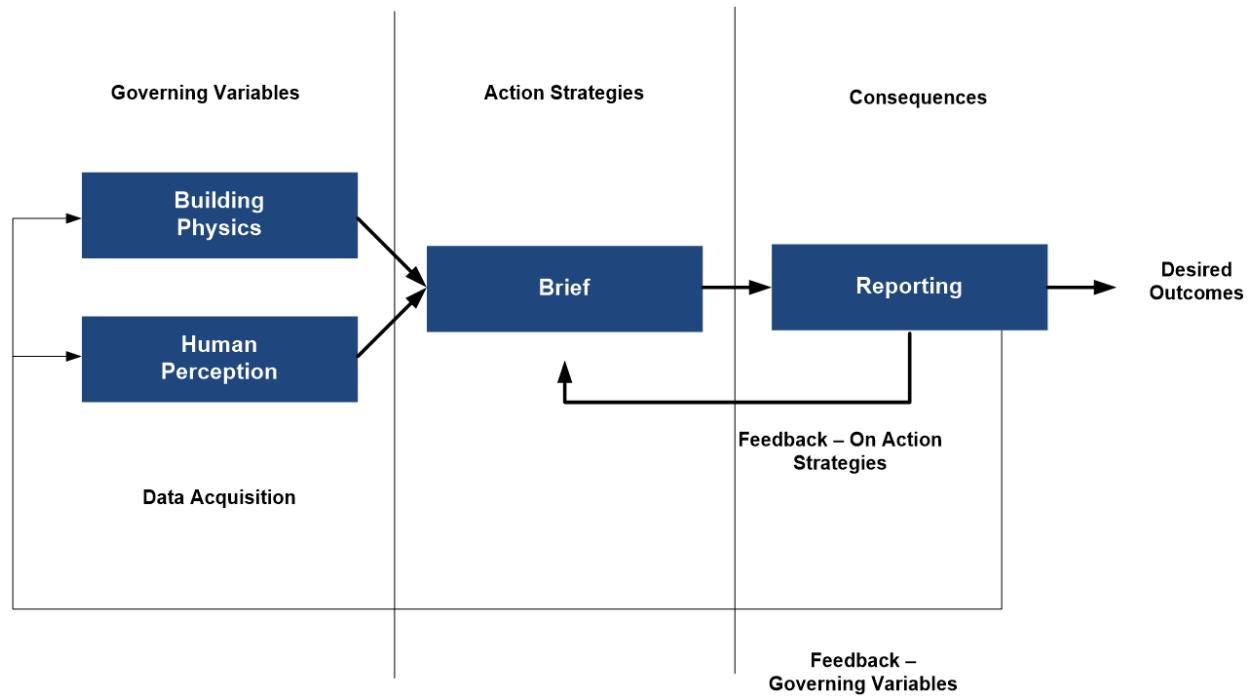 Governing Variables
Action Strategies
Consequences
Building
Physics
Human
Perception
Brief
Reporting
Desired
Outcomes
Feedback – On Action
Strategies
Data Acquisition
Feedback –
Governing Variables